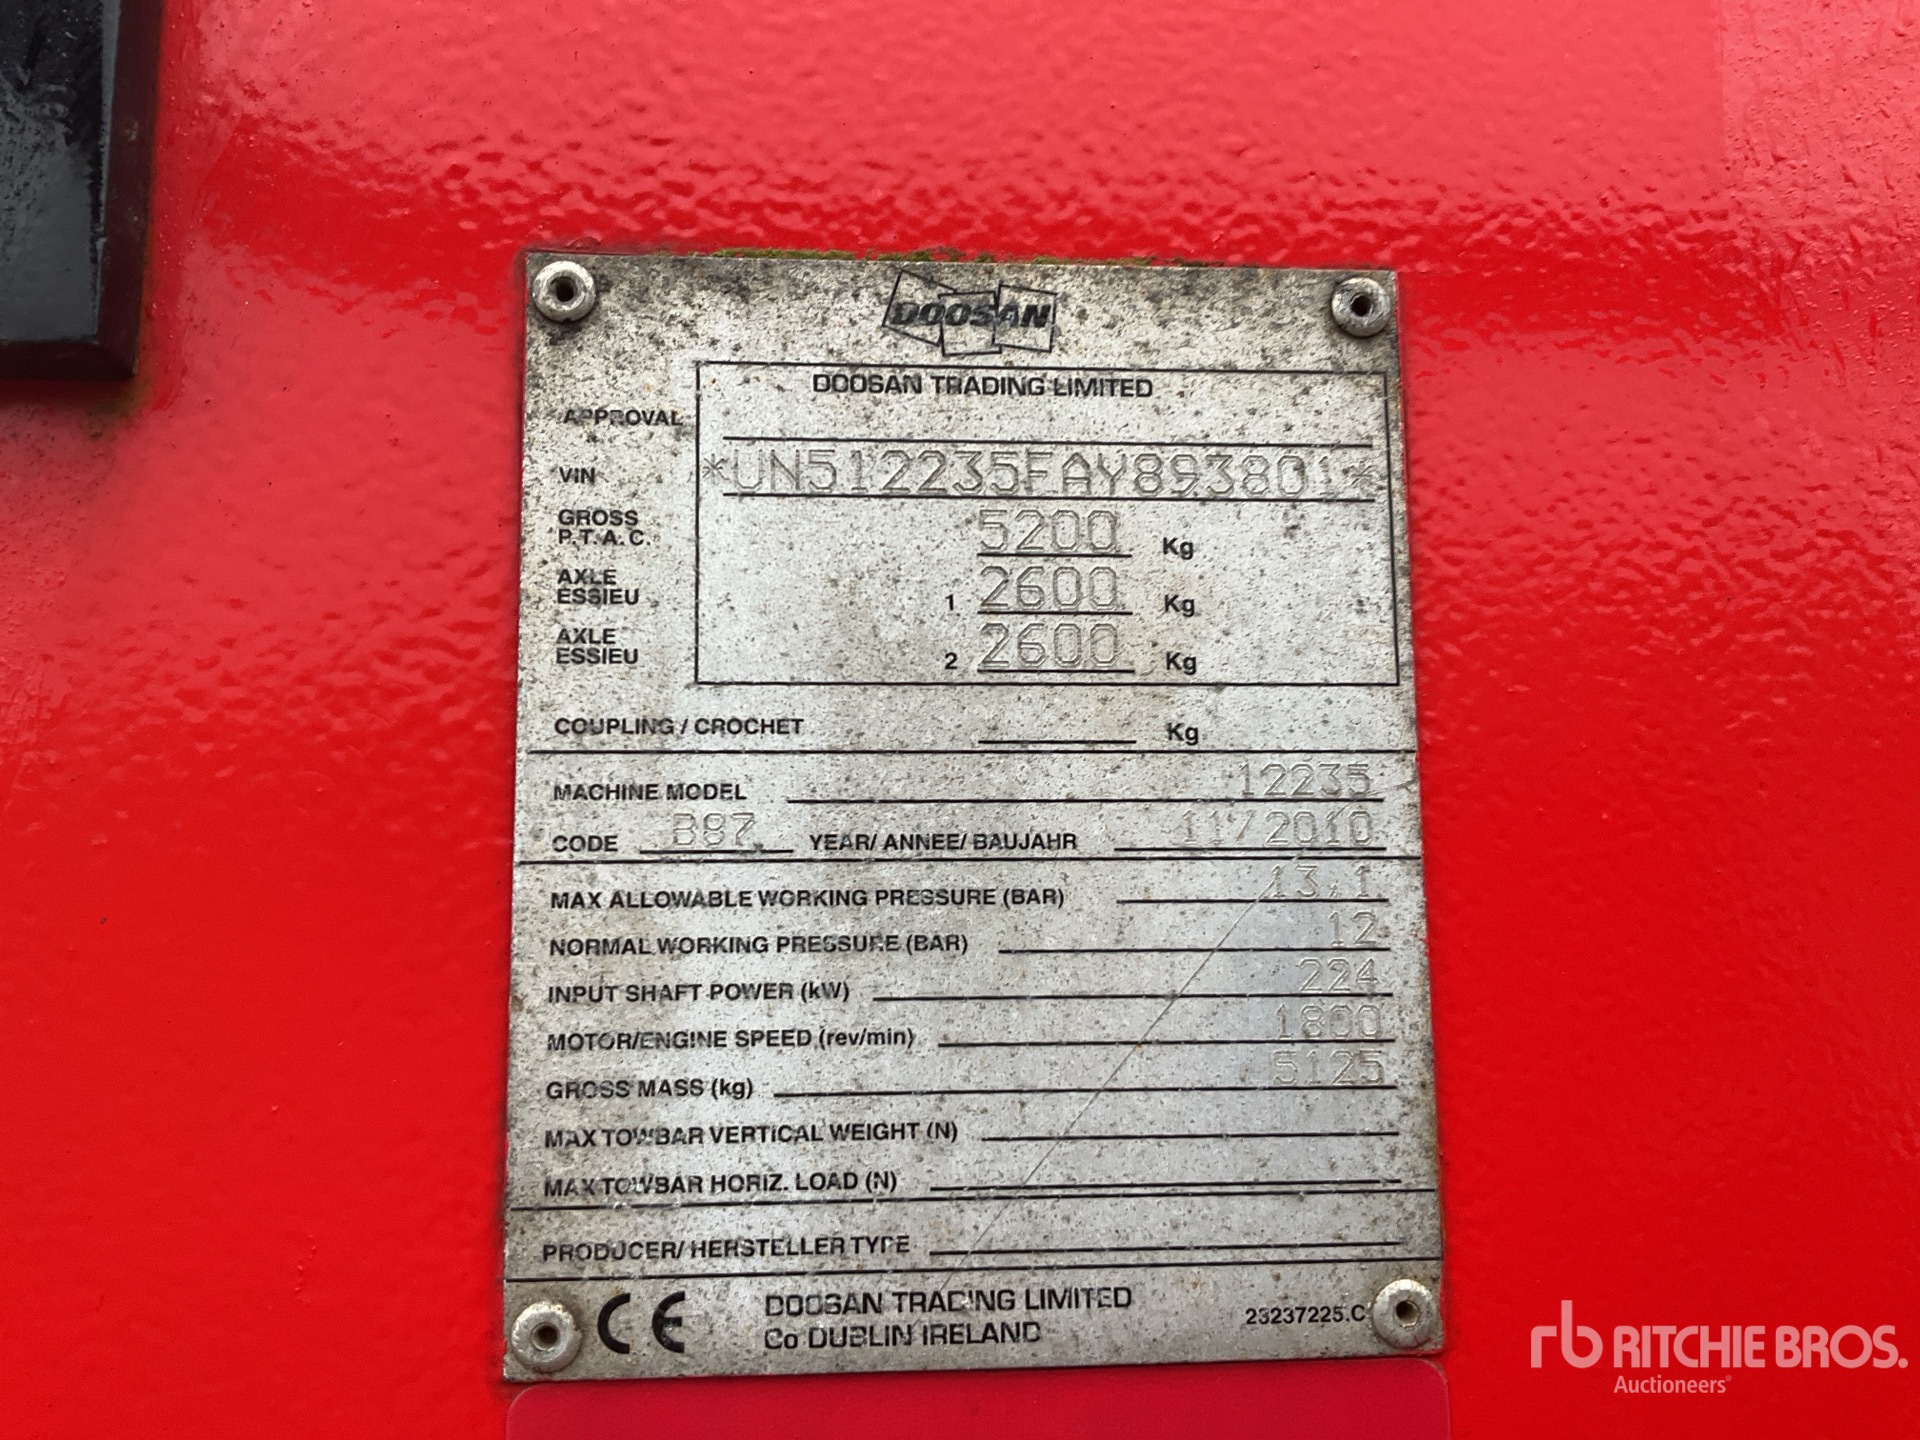 DOOSAN
DOOSAN TRADING LIMITED
APPROVAL
VIN *UN512235FAY893801*
GROSS P.T.A.C. 5200 Kg
AXLE ESSIEU 1 2600 Kg
AXLE ESSIEU 2 2600 Kg
COUPLING / CROCHET Kg
MACHINE MODEL 12235
CODE B87 YEAR/ ANNEE/ BAUJAHR 11/2010
MAX ALLOWABLE WORKING PRESSURE (BAR) 13,1
NORMAL WORKING PRESSURE (BAR) 12
INPUT SHAFT POWER (kW) 224
MOTOR/ENGINE SPEED (rev/min) 1800
GROSS MASS (kg) 5125
MAX TOWBAR VERTICAL WEIGHT (N)
MAX TOWBAR HORIZ. LOAD (N)
PRODUCER/ HERSTELLER TYPE
CE DOOSAN TRADING LIMITED
Co DUBLIN IRELAND 23237225.C
rb RITCHIE BROS.
Auctioneers